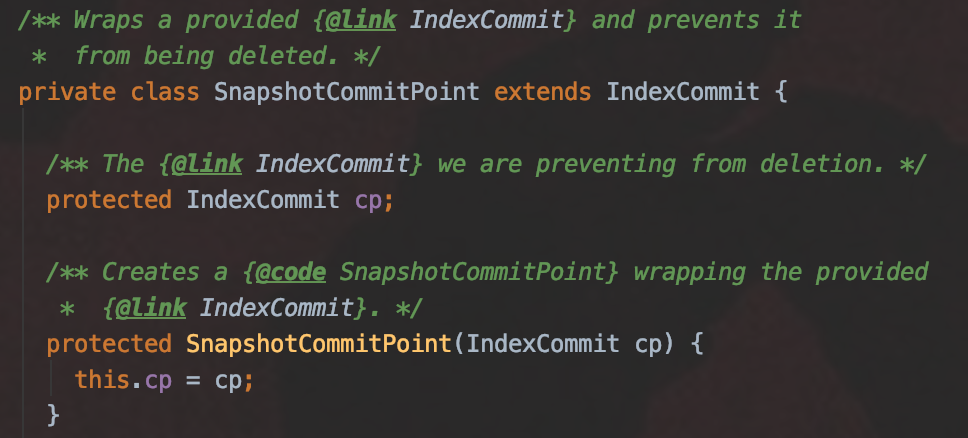 /** Wraps a provided {@link IndexCommit} and prevents it
 *  from being deleted. */
private class SnapshotCommitPoint extends IndexCommit {
  /** The {@link IndexCommit} we are preventing from deletion. */
  protected IndexCommit cp;
  /** Creates a {@code SnapshotCommitPoint} wrapping the provided
   *  {@link IndexCommit}. */
  protected SnapshotCommitPoint(IndexCommit cp) {
    this.cp = cp;
  }